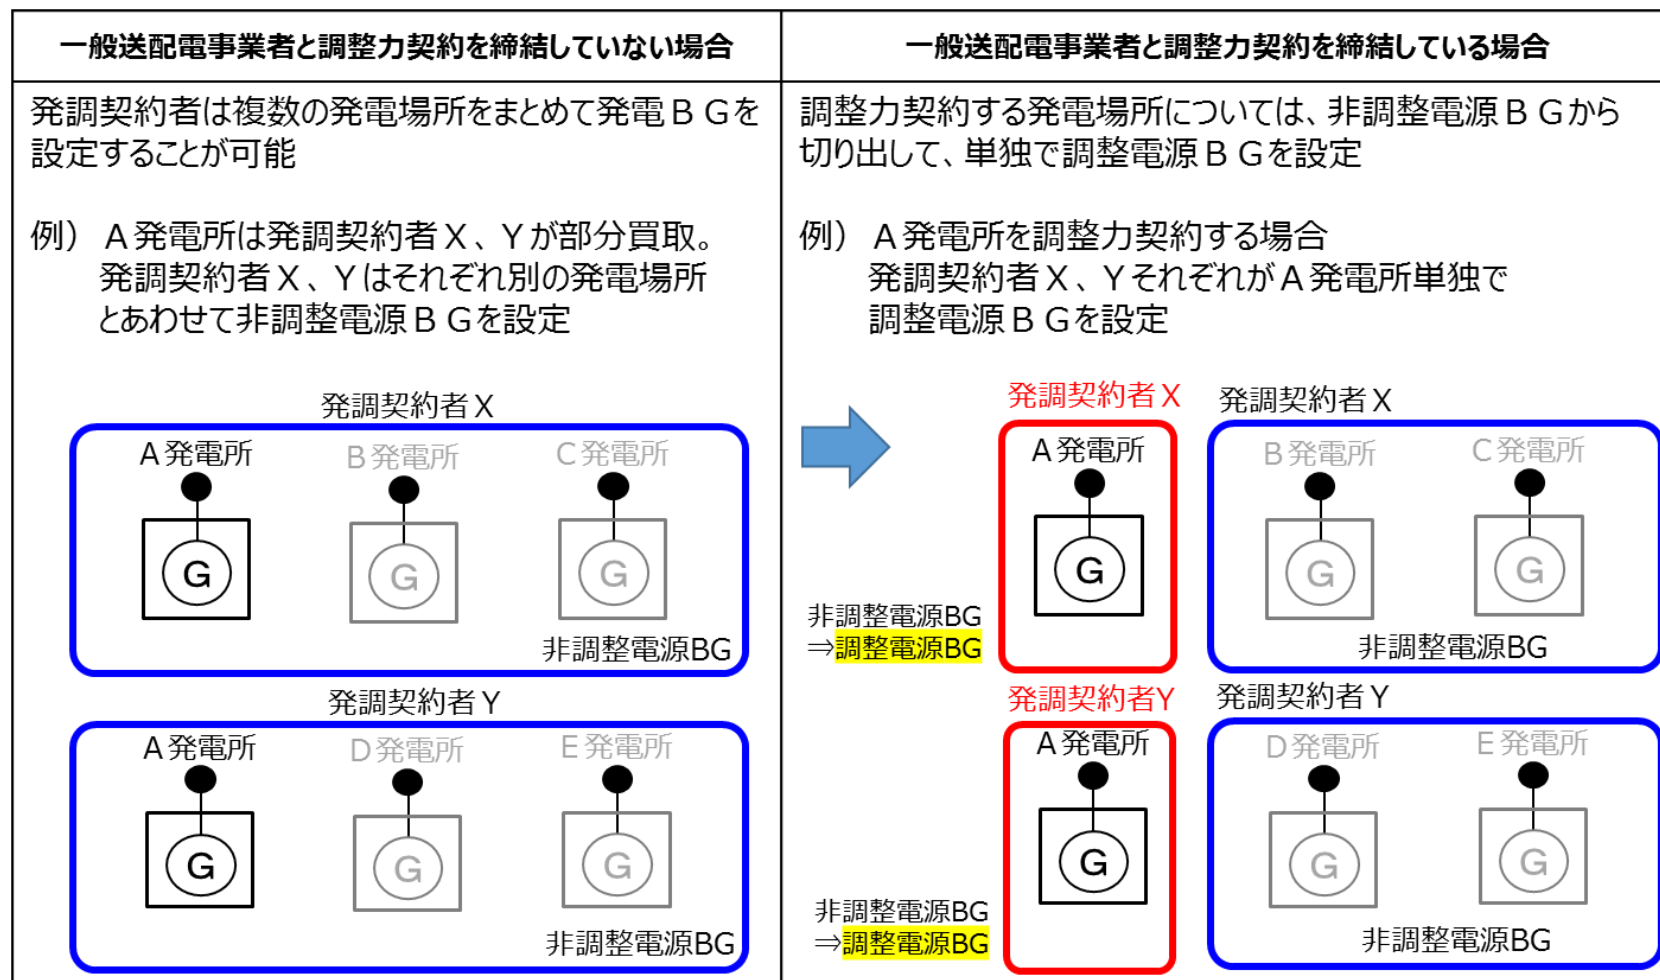 一般送配電事業者と調整力契約を締結していない場合
発調契約者は複数の発電場所をまとめて発電ＢＧを
設定することが可能
例） Ａ発電所は発調契約者Ｘ、Ｙが部分買取。
発調契約者Ｘ、Ｙはそれぞれ別の発電場所
とあわせて非調整電源ＢＧを設定
発調契約者Ｘ
Ａ発電所 Ｂ発電所 Ｃ発電所
G G G
非調整電源BG
発調契約者Ｙ
Ａ発電所 Ｄ発電所 Ｅ発電所
G G G
非調整電源BG
一般送配電事業者と調整力契約を締結している場合
調整力契約する発電場所については、非調整電源ＢＧから
切り出して、単独で調整電源ＢＧを設定
例） Ａ発電所を調整力契約する場合
発調契約者Ｘ、ＹそれぞれがＡ発電所単独で
調整電源ＢＧを設定
発調契約者Ｘ 発調契約者Ｘ
Ａ発電所 Ｂ発電所 Ｃ発電所
G G G
非調整電源BG
⇒調整電源BG
非調整電源BG
発調契約者Y 発調契約者Ｙ
Ａ発電所 Ｄ発電所 Ｅ発電所
G G G
非調整電源BG
⇒調整電源BG
非調整電源BG